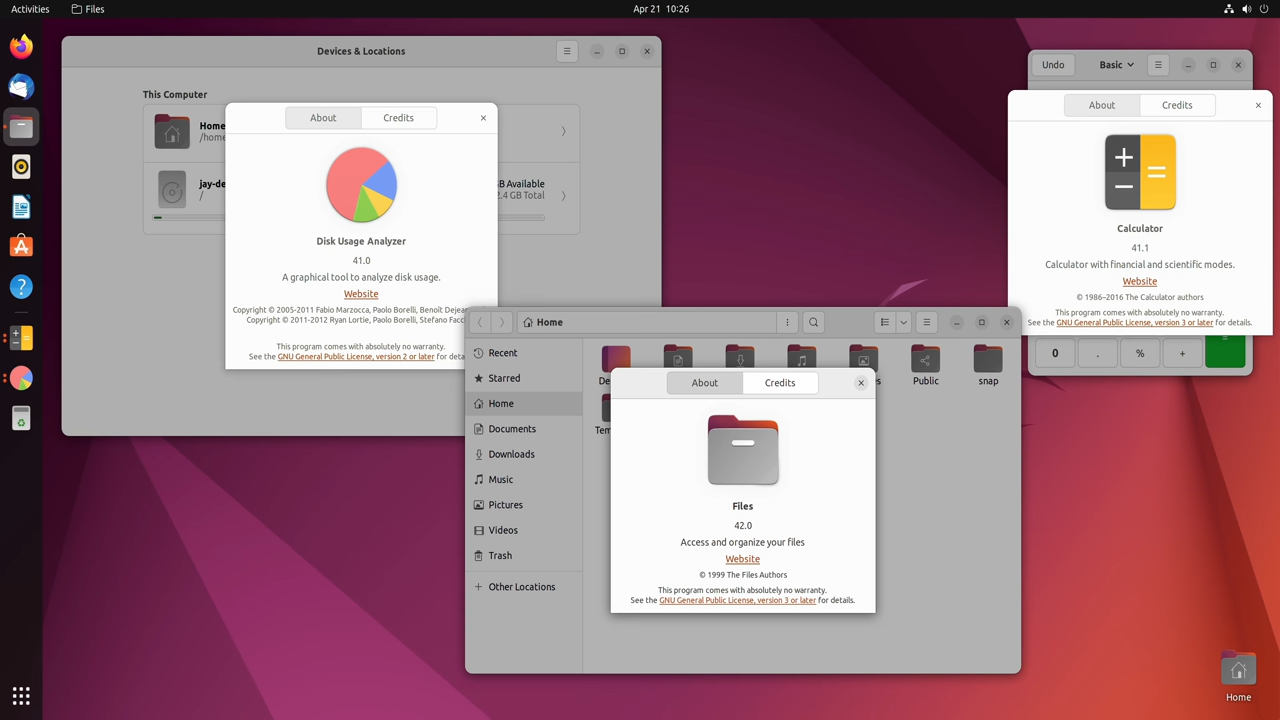 Activities
Files
Apr 21 10:26
Devices & Locations
This Computer
Home
/home
jay-de
/
GB Available
2.4 GB Total
About
Credits
Disk Usage Analyzer
41.0
A graphical tool to analyze disk usage.
Website
Copyright © 2005-2011 Fabio Marzocca, Paolo Borelli, Benoît Dejean
Copyright © 2011-2012 Ryan Lortie, Paolo Borelli, Stefano Facc
This program comes with absolutely no warranty.
See the GNU General Public License, version 2 or later for deta
Undo
Basic
About
Credits
Calculator
41.1
Calculator with financial and scientific modes.
Website
© 1986–2016 The Calculator authors
This program comes with absolutely no warranty.
See the GNU General Public License, version 3 or later for details.
0
.
%
+
Home
Recent
Starred
Home
Documents
Downloads
Music
Pictures
Videos
Trash
Other Locations
Public
snap
About
Credits
Files
42.0
Access and organize your files
Website
© 1999 The Files Authors
This program comes with absolutely no warranty.
See the GNU General Public License, version 3 or later for details.
Home